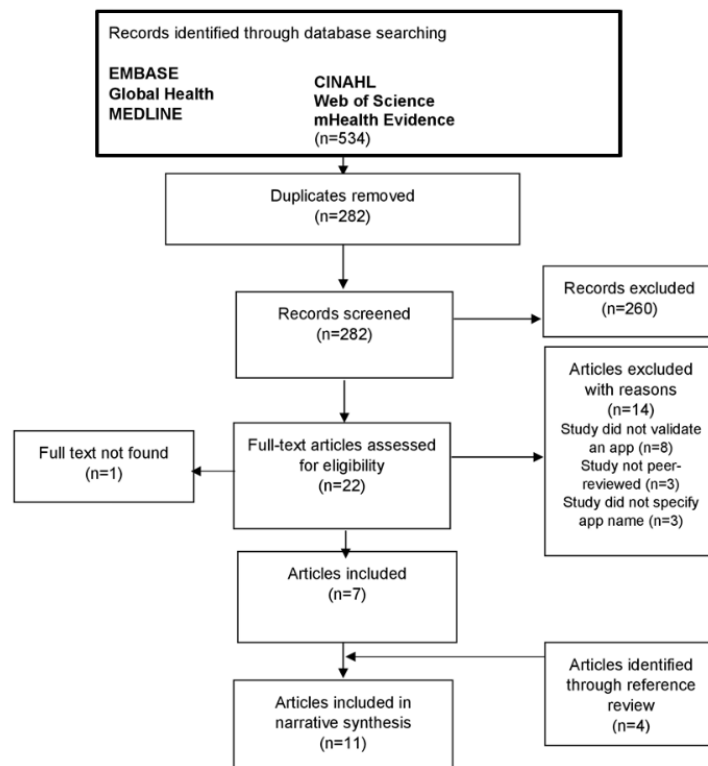 Records identified through database searching
EMBASE
Global Health
MEDLINE
CINAHL
Web of Science
mHealth Evidence
(n=534)
Duplicates removed
(n=282)
Records screened
(n=282)
Records excluded
(n=260)
Full-text articles assessed
for eligibility
(n=22)
Full text not found
(n=1)
Articles excluded
with reasons
(n=14)
Study did not validate
an app (n=8)
Study not peer-
reviewed (n=3)
Study did not specify
app name (n=3)
Articles included
(n=7)
Articles identified
through reference
review
(n=4)
Articles included in
narrative synthesis
(n=11)